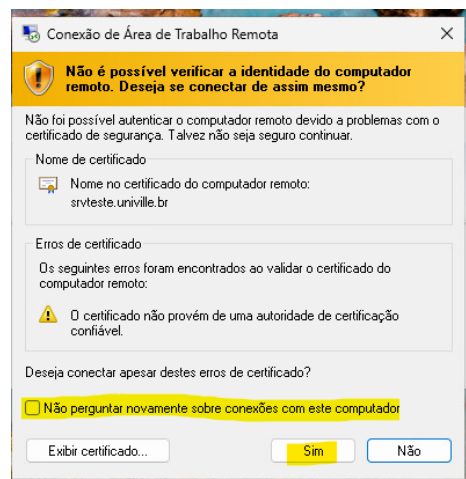 Conexão de Área de Trabalho Remota
Não é possível verificar a identidade do computador
remoto. Deseja se conectar de assim mesmo?
Não foi possível autenticar o computador remoto devido a problemas com o
certificado de segurança. Talvez não seja seguro continuar.
Nome de certificado
Nome no certificado do computador remoto:
srvteste.univille.br
Erros de certificado
Os seguintes erros foram encontrados ao validar o certificado do
computador remoto:
O certificado não provém de uma autoridade de certificação
confiável.
Deseja conectar apesar destes erros de certificado?
Não perguntar novamente sobre conexões com este computador
Exibir certificado...
Sim
Não